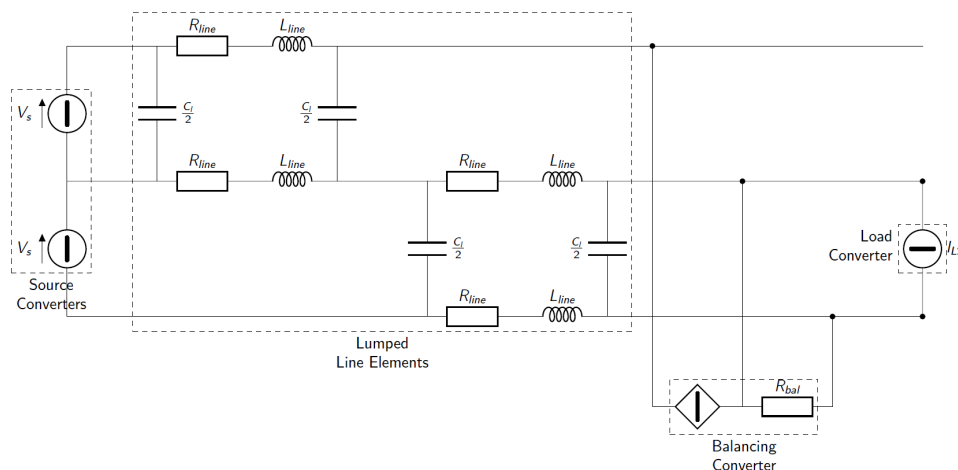 R_line L_line
V_s C_l/2 C_l/2
R_line L_line R_line L_line
V_s C_l/2 C_l/2 Load
Converter
Source
Converters
R_line L_line
Lumped
Line Elements
R_bal
Balancing
Converter